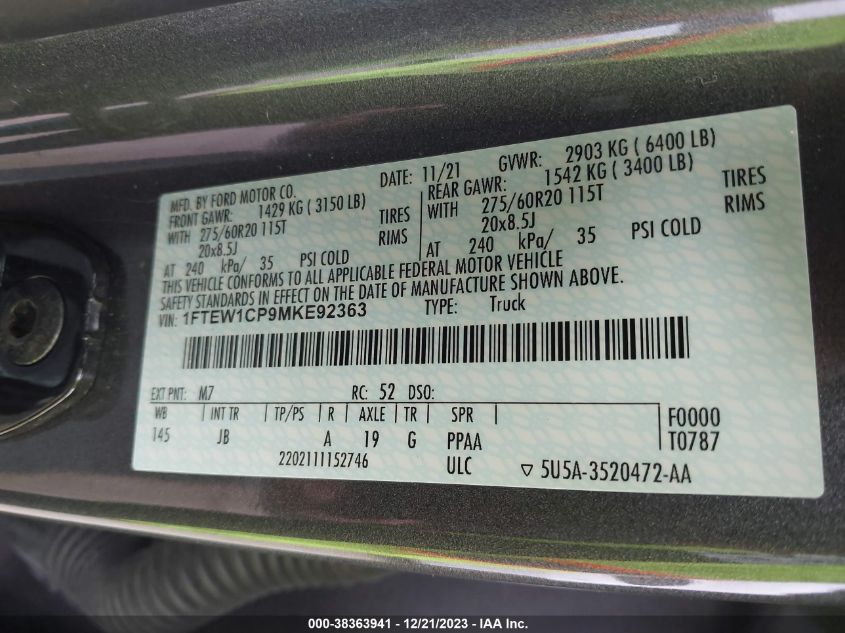 MFD. BY FORD MOTOR CO.
DATE: 11/21 GVWR: 2903 KG ( 6400 LB)
FRONT GAWR: 1429 KG ( 3150 LB) REAR GAWR: 1542 KG ( 3400 LB)
WITH 275/60R20 115T TIRES WITH 275/60R20 115T TIRES
20x8.5J RIMS 20x8.5J RIMS
AT 240 kPa/ 35 PSI COLD AT 240 kPa/ 35 PSI COLD
THIS VEHICLE CONFORMS TO ALL APPLICABLE FEDERAL MOTOR VEHICLE
SAFETY STANDARDS IN EFFECT ON THE DATE OF MANUFACTURE SHOWN ABOVE.
VIN: 1FTEW1CP9MKE92363 TYPE: Truck
EXT PNT: M7 RC: 52 DSO:
WB | INT TR | TP/PS | R | AXLE | TR | SPR | F0000
145 JB A 19 G PPAA T0787
2202111152746 ULC ▽ 5U5A-3520472-AA
000-38363941 - 12/21/2023 - IAA Inc.